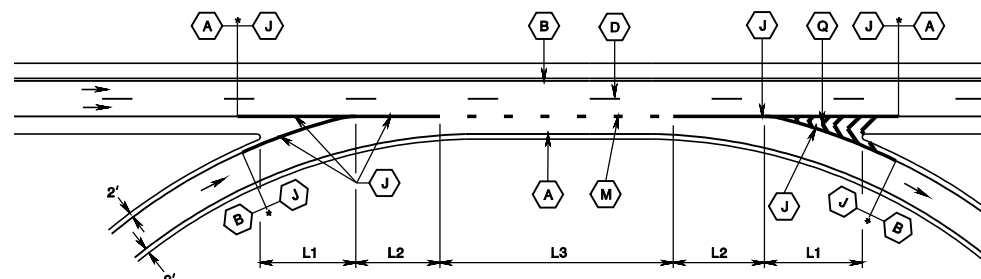 A * J B D J Q J * A
2' B * J J A M J J * B
2' L1 L2 L3 L2 L1